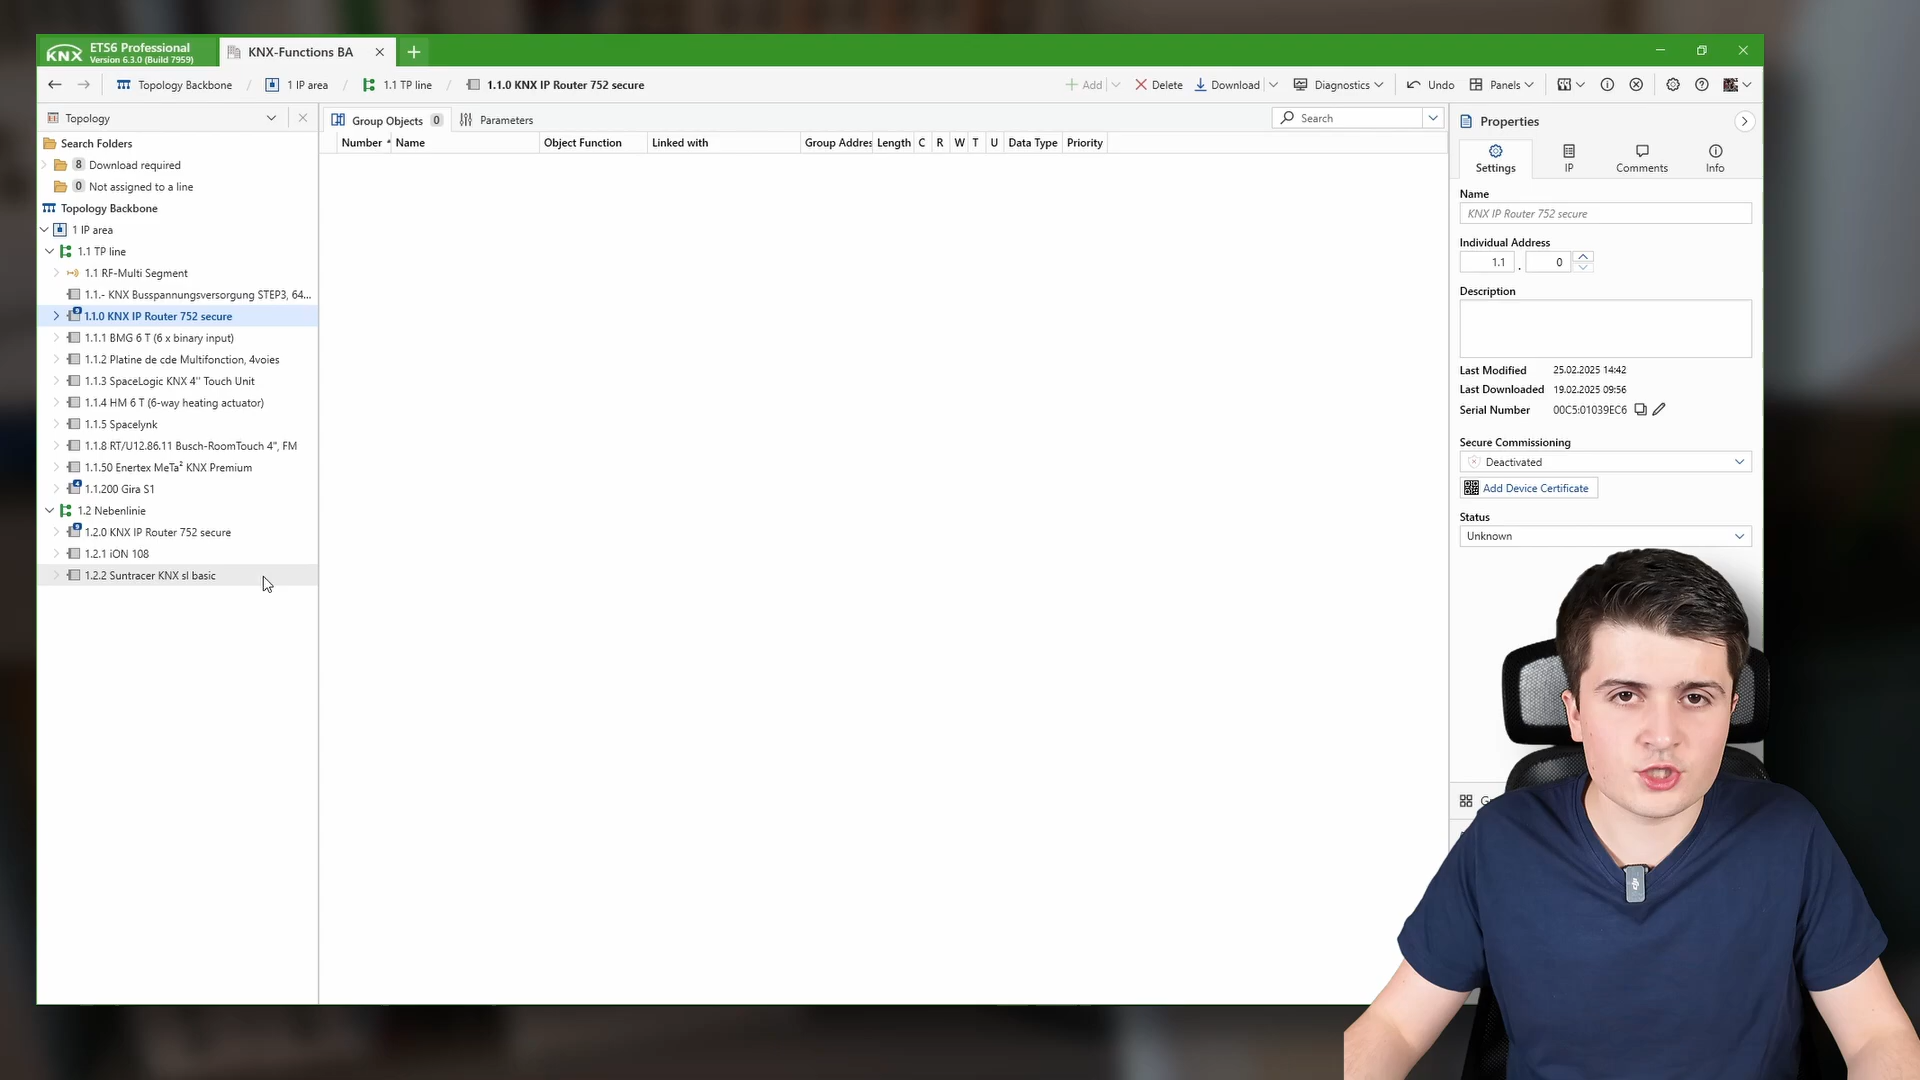 KNX
ETS6 Professional
Version 6.3.0 (Build 7959)
KNX-Functions BA
Topology Backbone / 1 IP area / 1.1 TP line / 1.1.0 KNX IP Router 752 secure
Add
Delete
Download
Diagnostics
Undo
Panels
Topology
Search Folders
8 Download required
0 Not assigned to a line
Topology Backbone
1 IP area
1.1 TP line
1.1 RF-Multi Segment
1.1.- KNX Busspannungsversorgung STEP3, 64...
1.1.0 KNX IP Router 752 secure
1.1.1 BMG 6 T (6 x binary input)
1.1.2 Platine de cde Multifonction, 4voies
1.1.3 SpaceLogic KNX 4'' Touch Unit
1.1.4 HM 6 T (6-way heating actuator)
1.1.5 Spacelynk
1.1.8 RT/U12.86.11 Busch-RoomTouch 4", FM
1.1.50 Enertex MeTa² KNX Premium
1.1.200 Gira S1
1.2 Nebenlinie
1.2.0 KNX IP Router 752 secure
1.2.1 iON 108
1.2.2 Suntracer KNX sl basic
Group Objects 0
Parameters
Search
Number
Name
Object Function
Linked with
Group Addres
Length
C
R
W
T
U
Data Type
Priority
Properties
Settings
IP
Comments
Info
Name
KNX IP Router 752 secure
Individual Address
1.1 . 0
Description
Last Modified 25.02.2025 14:42
Last Downloaded 19.02.2025 09:56
Serial Number 00C5:01039EC6
Secure Commissioning
Deactivated
Add Device Certificate
Status
Unknown